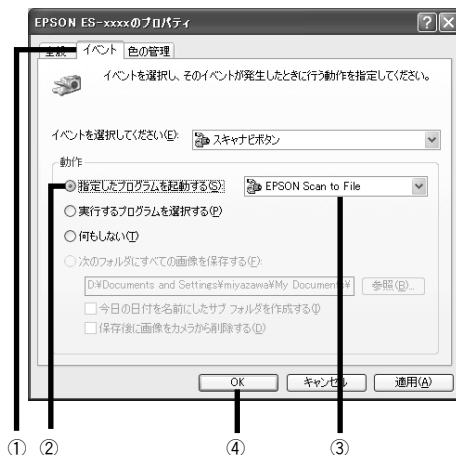 EPSON ES-xxxxのプロパティ
全般 イベント 色の管理
イベントを選択し、そのイベントが発生したときに行う動作を指定してください。
イベントを選択してください(E): スキャナビボタン
動作
指定したプログラムを起動する(S): EPSON Scan to File
実行するプログラムを選択する(P)
何もしない(T)
次のフォルダにすべての画像を保存する(F):
D:¥Documents and Settings¥miyazawa¥My Documents¥ 参照(B)...
今日の日付を名前にしたサブ フォルダを作成する(I)
保存後に画像をカメラから削除する(D)
OK キャンセル 適用(A)
① ② ④ ③